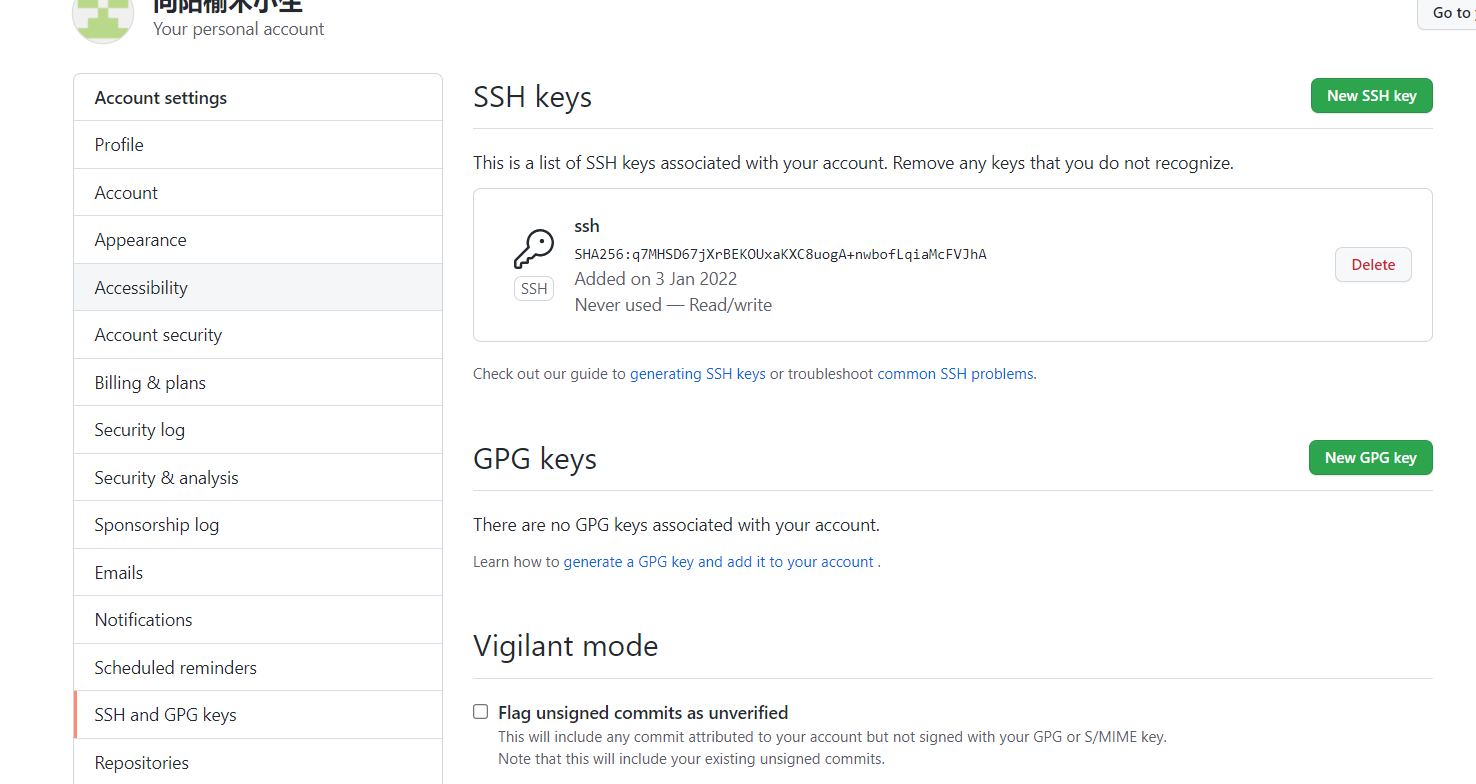 向阳榆木小生
Your personal account
Go to
Account settings
Profile
Account
Appearance
Accessibility
Account security
Billing & plans
Security log
Security & analysis
Sponsorship log
Emails
Notifications
Scheduled reminders
SSH and GPG keys
Repositories
SSH keys
New SSH key
This is a list of SSH keys associated with your account. Remove any keys that you do not recognize.
ssh
SHA256:q7MHSD67jXrBEKOUxaKXC8uogA+nwbofLqiaMcFVJhA
Added on 3 Jan 2022
Never used — Read/write
SSH
Delete
Check out our guide to generating SSH keys or troubleshoot common SSH problems.
GPG keys
New GPG key
There are no GPG keys associated with your account.
Learn how to generate a GPG key and add it to your account .
Vigilant mode
Flag unsigned commits as unverified
This will include any commit attributed to your account but not signed with your GPG or S/MIME key.
Note that this will include your existing unsigned commits.